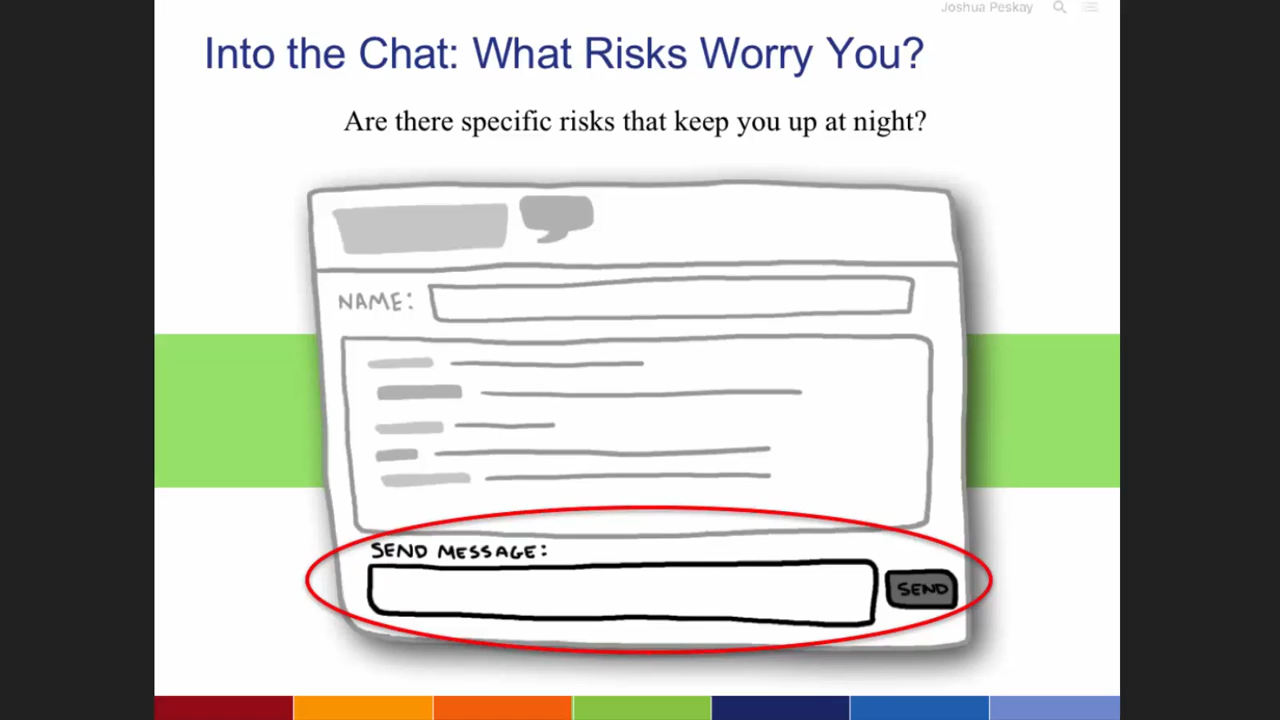 Joshua Peskay
Into the Chat: What Risks Worry You?
Are there specific risks that keep you up at night?
NAME:
SEND MESSAGE:
SEND